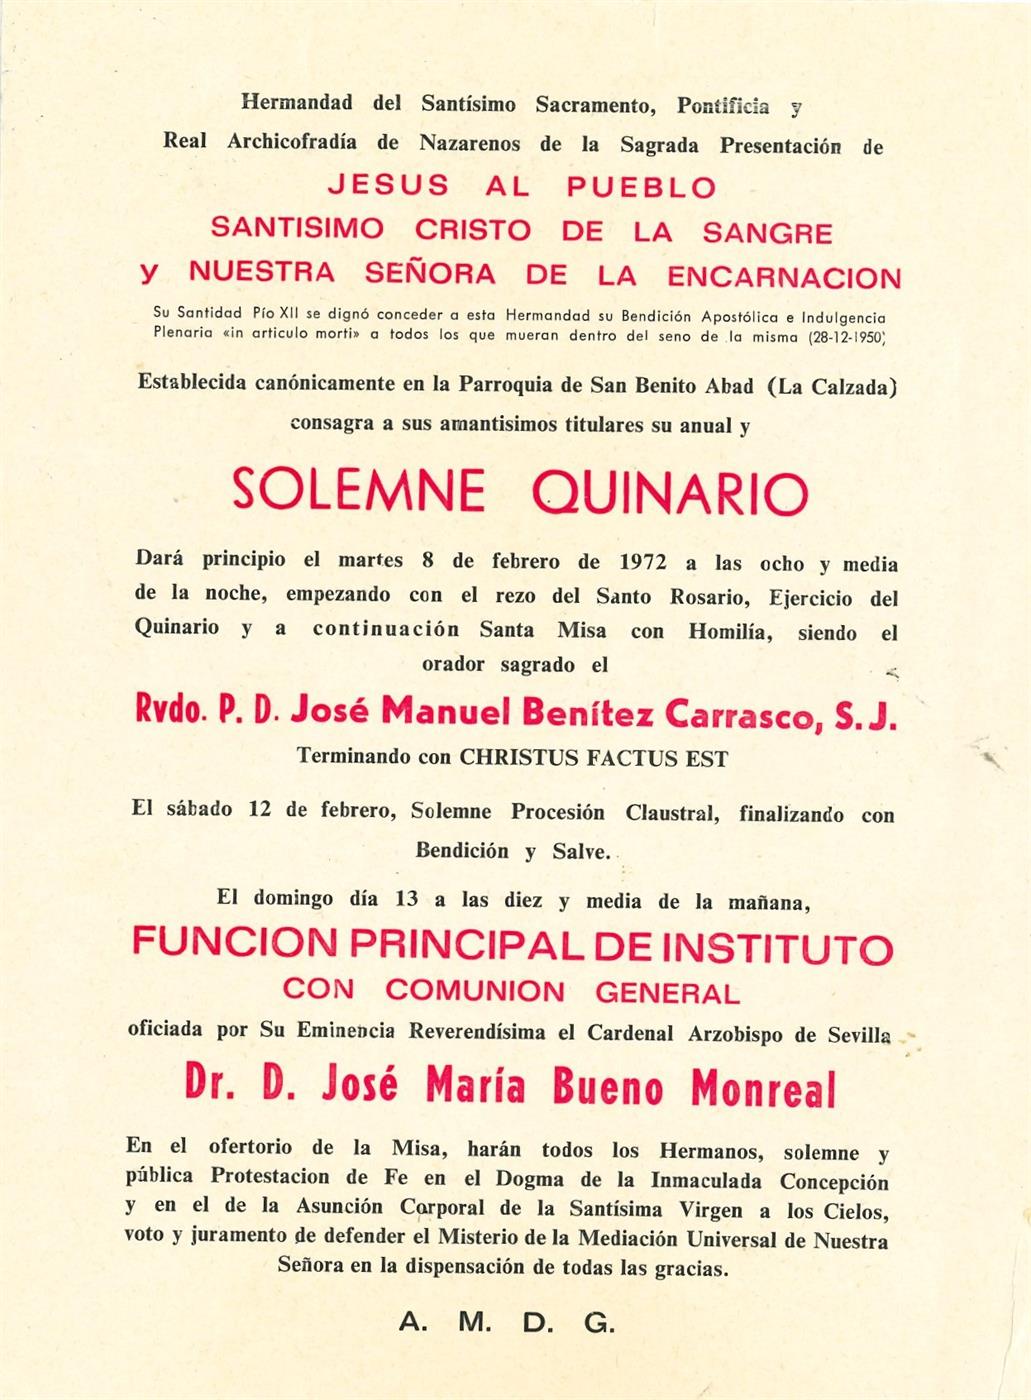 Hermandad del Santísimo Sacramento, Pontificia y
Real Archicofradía de Nazarenos de la Sagrada Presentación de
JESUS AL PUEBLO
SANTISIMO CRISTO DE LA SANGRE
y NUESTRA SEÑORA DE LA ENCARNACION
Su Santidad Pío XII se dignó conceder a esta Hermandad su Bendición Apostólica e Indulgencia
Plenaria «in articulo morti» a todos los que mueran dentro del seno de la misma (28-12-1950)
Establecida canónicamente en la Parroquia de San Benito Abad (La Calzada)
consagra a sus amantisimos titulares su anual y
SOLEMNE QUINARIO
Dará principio el martes 8 de febrero de 1972 a las ocho y media
de la noche, empezando con el rezo del Santo Rosario, Ejercicio del
Quinario y a continuación Santa Misa con Homilía, siendo el
orador sagrado el
Rvdo. P. D. José Manuel Benítez Carrasco, S. J.
Terminando con CHRISTUS FACTUS EST
El sábado 12 de febrero, Solemne Procesión Claustral, finalizando con
Bendición y Salve.
El domingo día 13 a las diez y media de la mañana,
FUNCION PRINCIPAL DE INSTITUTO
CON COMUNION GENERAL
oficiada por Su Eminencia Reverendísima el Cardenal Arzobispo de Sevilla
Dr. D. José María Bueno Monreal
En el ofertorio de la Misa, harán todos los Hermanos, solemne y
pública Protestacion de Fe en el Dogma de la Inmaculada Concepción
y en el de la Asunción Corporal de la Santísima Virgen a los Cielos,
voto y juramento de defender el Misterio de la Mediación Universal de Nuestra
Señora en la dispensación de todas las gracias.
A. M. D. G.